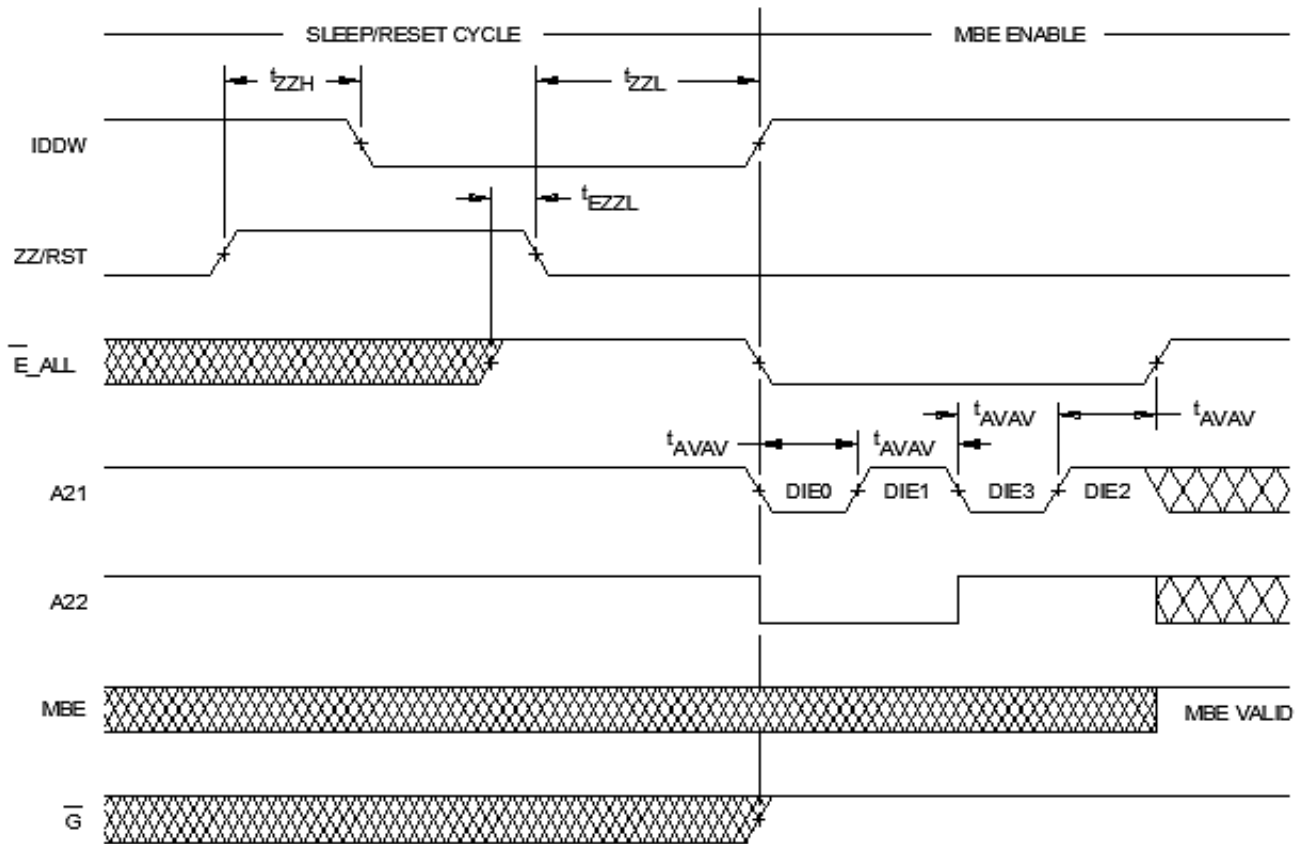 SLEEP/RESET CYCLE MBE ENABLE
tZZH tZZL
IDDW
tEZZL
ZZ/RST
E_ALL
tAVAV tAVAV
tAVAV tAVAV
A21 DIE0 DIE1 DIE3 DIE2
A22
MBE MBE VALID
G